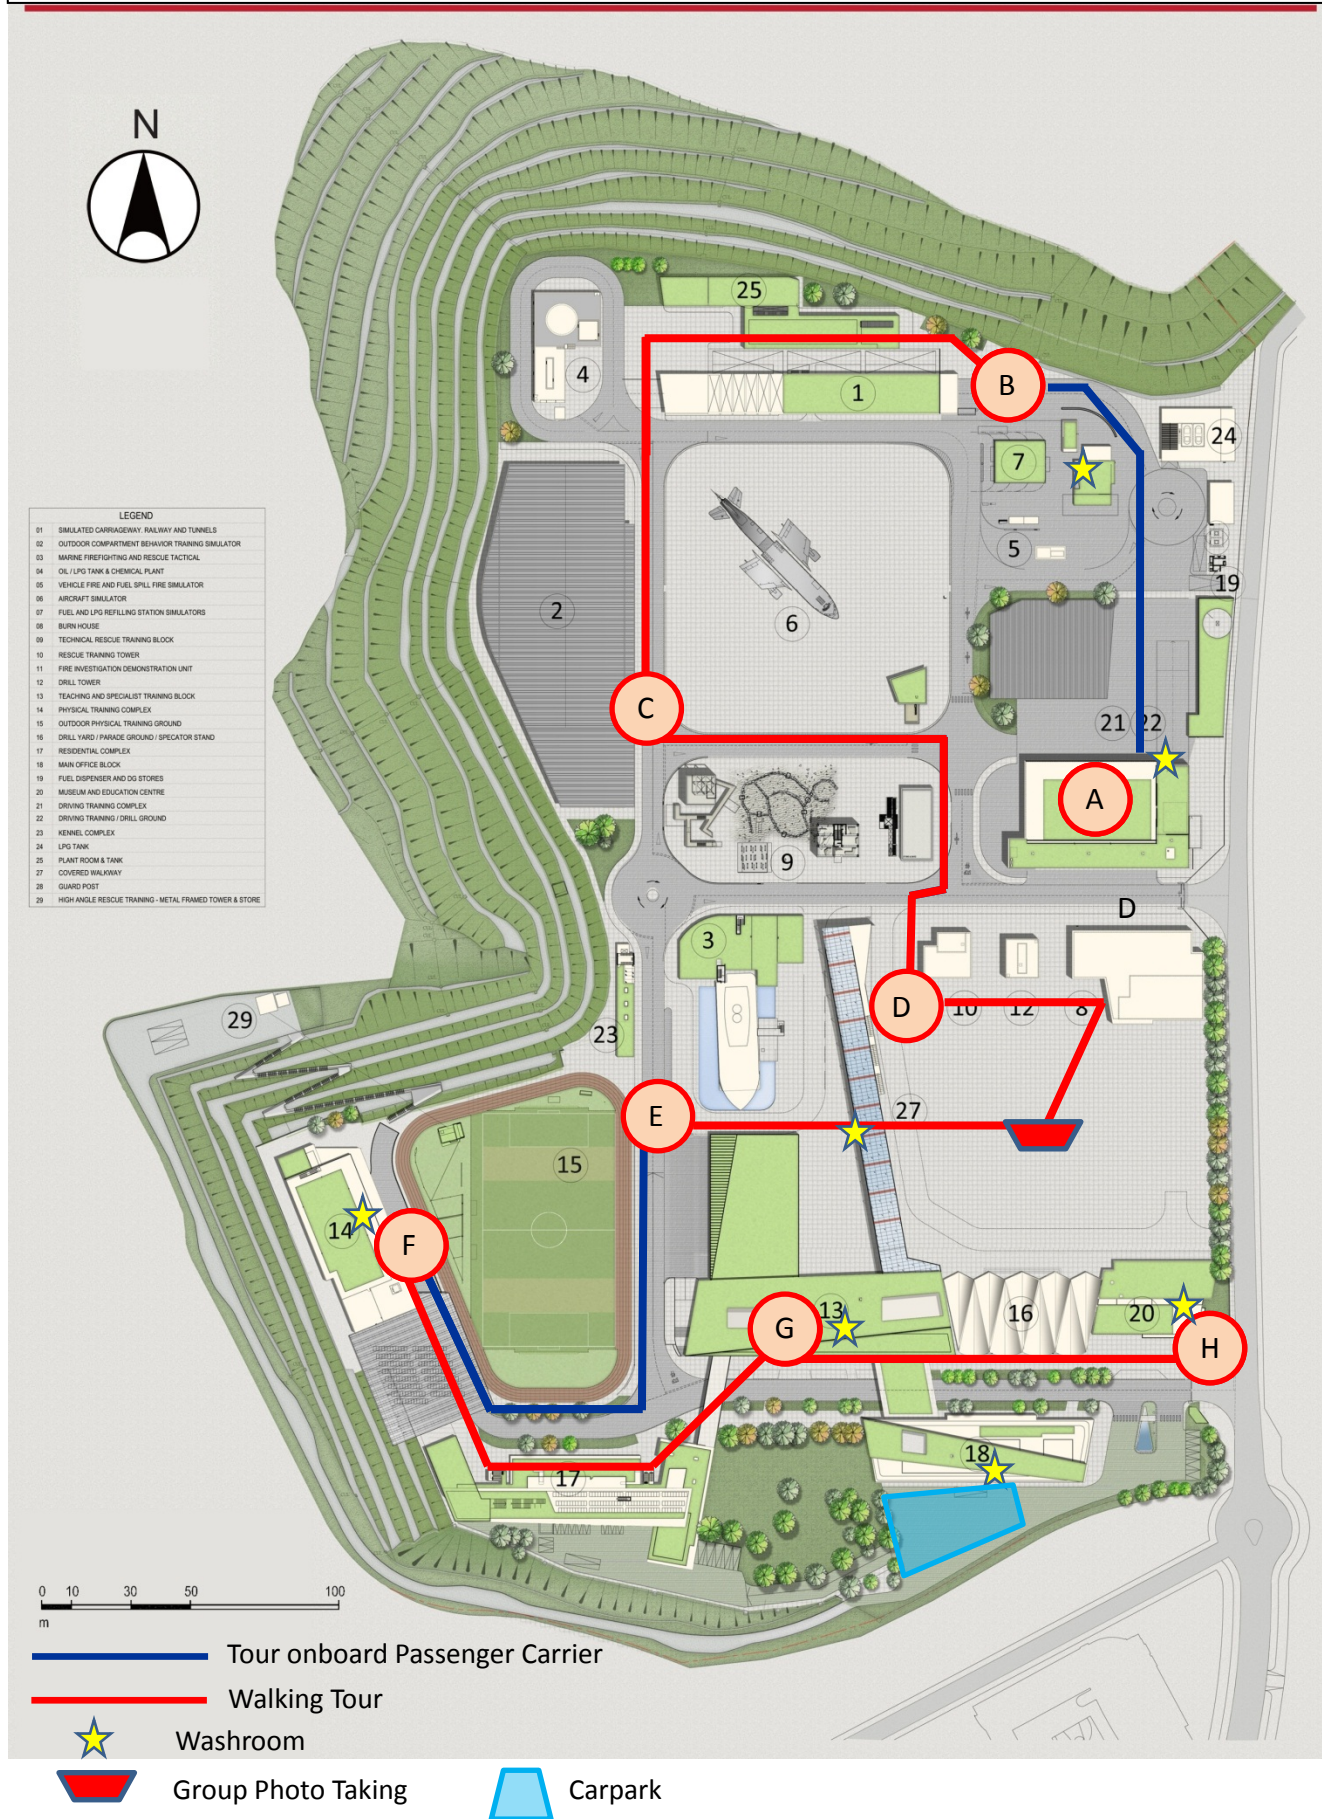 N
25
4
1
B
24
7
5
19
2
6
LEGEND
01 SIMULATED CARRIAGEWAY. RAILWAY AND TUNNELS
02 OUTDOOR COMPARTMENT BEHAVIOR TRAINING SIMULATOR
03 MARINE FIREFIGHTING AND RESCUE TACTICAL
04 OIL / LPG TANK & CHEMICAL PLANT
05 VEHICLE FIRE AND FUEL SPILL FIRE SIMULATOR
06 AIRCRAFT SIMULATOR
07 FUEL AND LPG REFILLING STATION SIMULATORS
08 BURN HOUSE
09 TECHNICAL RESCUE TRAINING BLOCK
10 RESCUE TRAINING TOWER
11 FIRE INVESTIGATION DEMONSTRATION UNIT
12 DRILL TOWER
13 TEACHING AND SPECIALIST TRAINING BLOCK
14 PHYSICAL TRAINING COMPLEX
15 OUTDOOR PHYSICAL TRAINING GROUND
16 DRILL YARD / PARADE GROUND / SPECATOR STAND
17 RESIDENTIAL COMPLEX
18 MAIN OFFICE BLOCK
19 FUEL DISPENSER AND DG STORES
20 MUSEUM AND EDUCATION CENTRE
21 DRIVING TRAINING COMPLEX
22 DRIVING TRAINING / DRILL GROUND
23 KENNEL COMPLEX
24 LPG TANK
25 PLANT ROOM & TANK
27 COVERED WALKWAY
28 GUARD POST
29 HIGH ANGLE RESCUE TRAINING - METAL FRAMED TOWER & STORE
C
21 22
A
9
D
3
D 10 12 8
29
23
E
27
15
14
F
13
G
16
20
H
18
17
0 10 30 50 100
m
Tour onboard Passenger Carrier
Walking Tour
Washroom
Group Photo Taking
Carpark